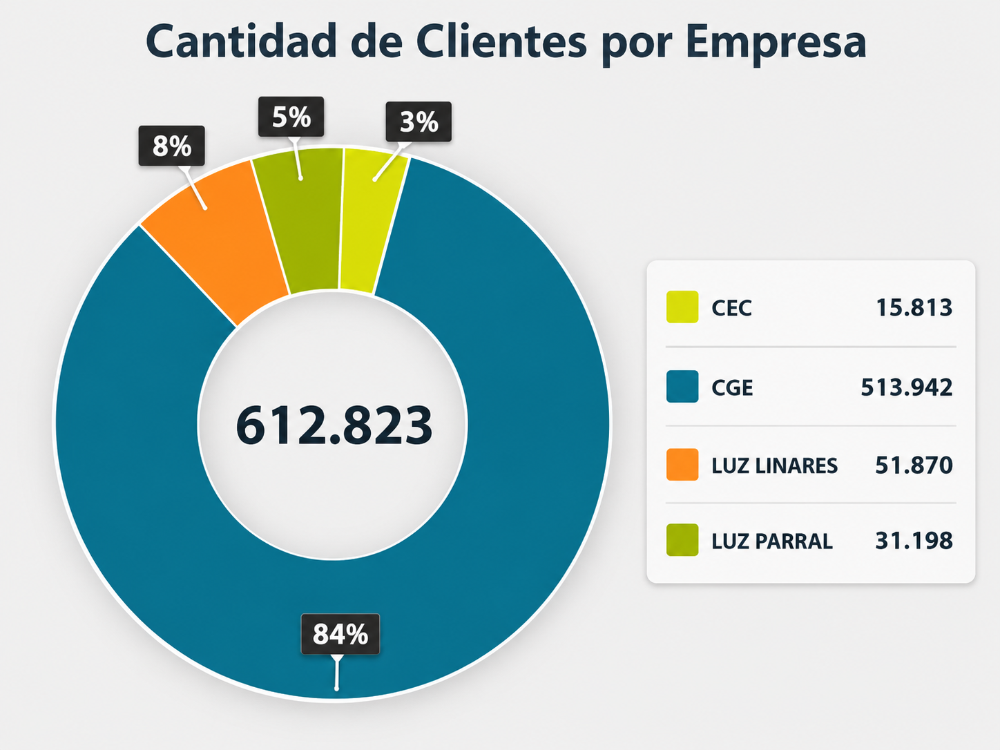 Cantidad de Clientes por Empresa
5%
3%
8%
CEC 15.813
CGE 513.942
612.823
LUZ LINARES 51.870
LUZ PARRAL 31.198
84%